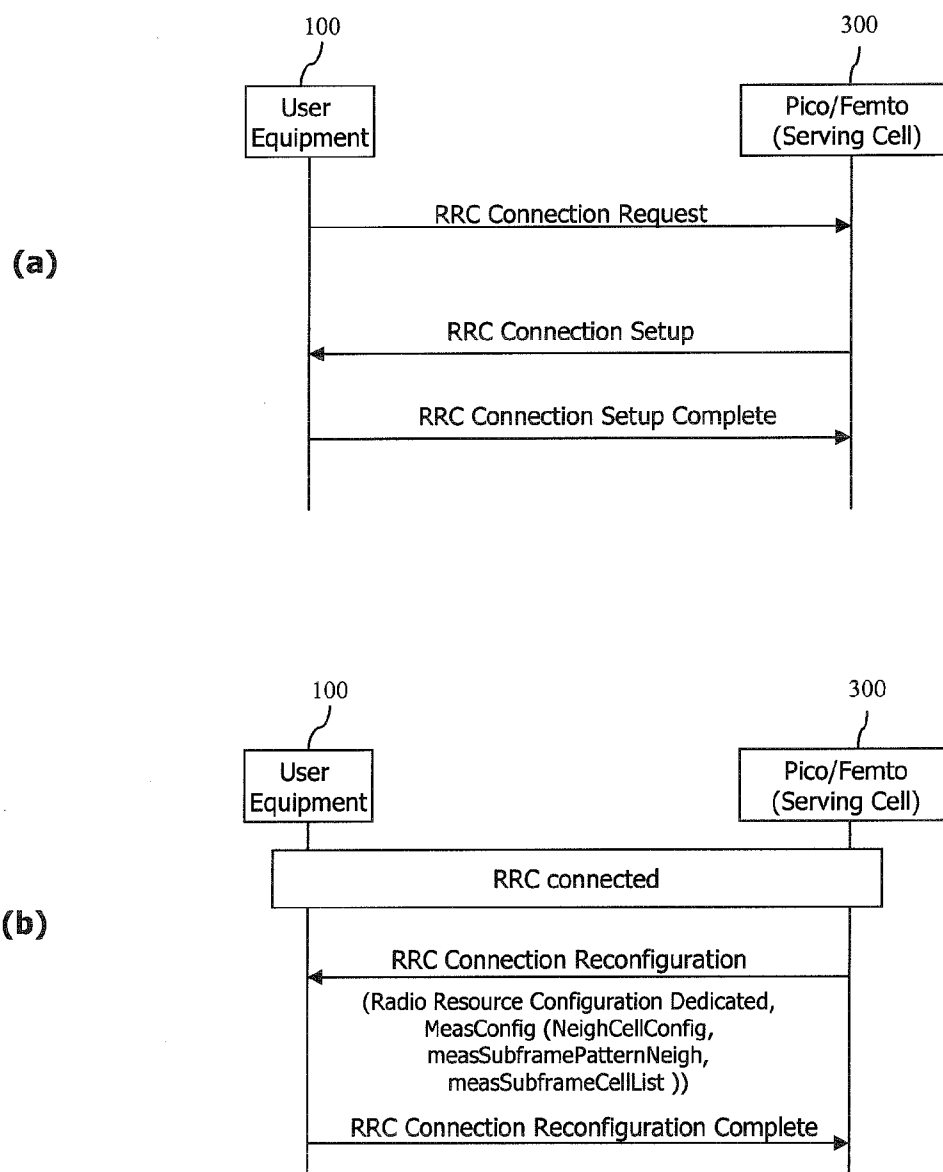 100
300
User
Equipment
Pico/Femto
(Serving Cell)
RRC Connection Request
(a)
RRC Connection Setup
RRC Connection Setup Complete
100
300
User
Equipment
Pico/Femto
(Serving Cell)
RRC connected
(b)
RRC Connection Reconfiguration
(Radio Resource Configuration Dedicated,
MeasConfig (NeighCellConfig,
measSubframePatternNeigh,
measSubframeCellList ))
RRC Connection Reconfiguration Complete